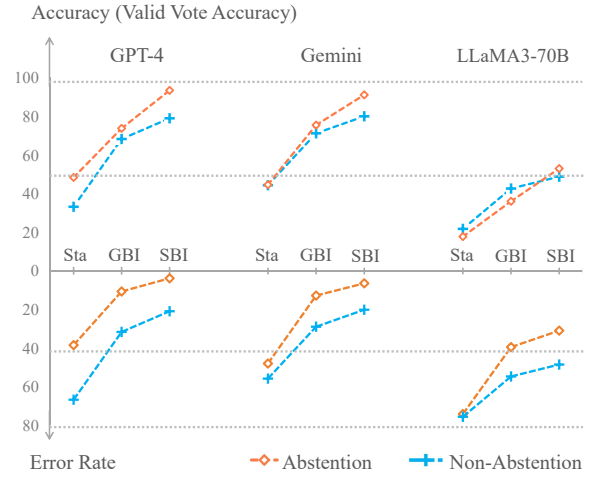 Accuracy (Valid Vote Accuracy)
GPT-4 Gemini LLaMA3-70B
100
80
60
40
20
Sta GBI SBI Sta GBI SBI Sta GBI SBI
0
20
40
60
80
Error Rate Abstention Non-Abstention